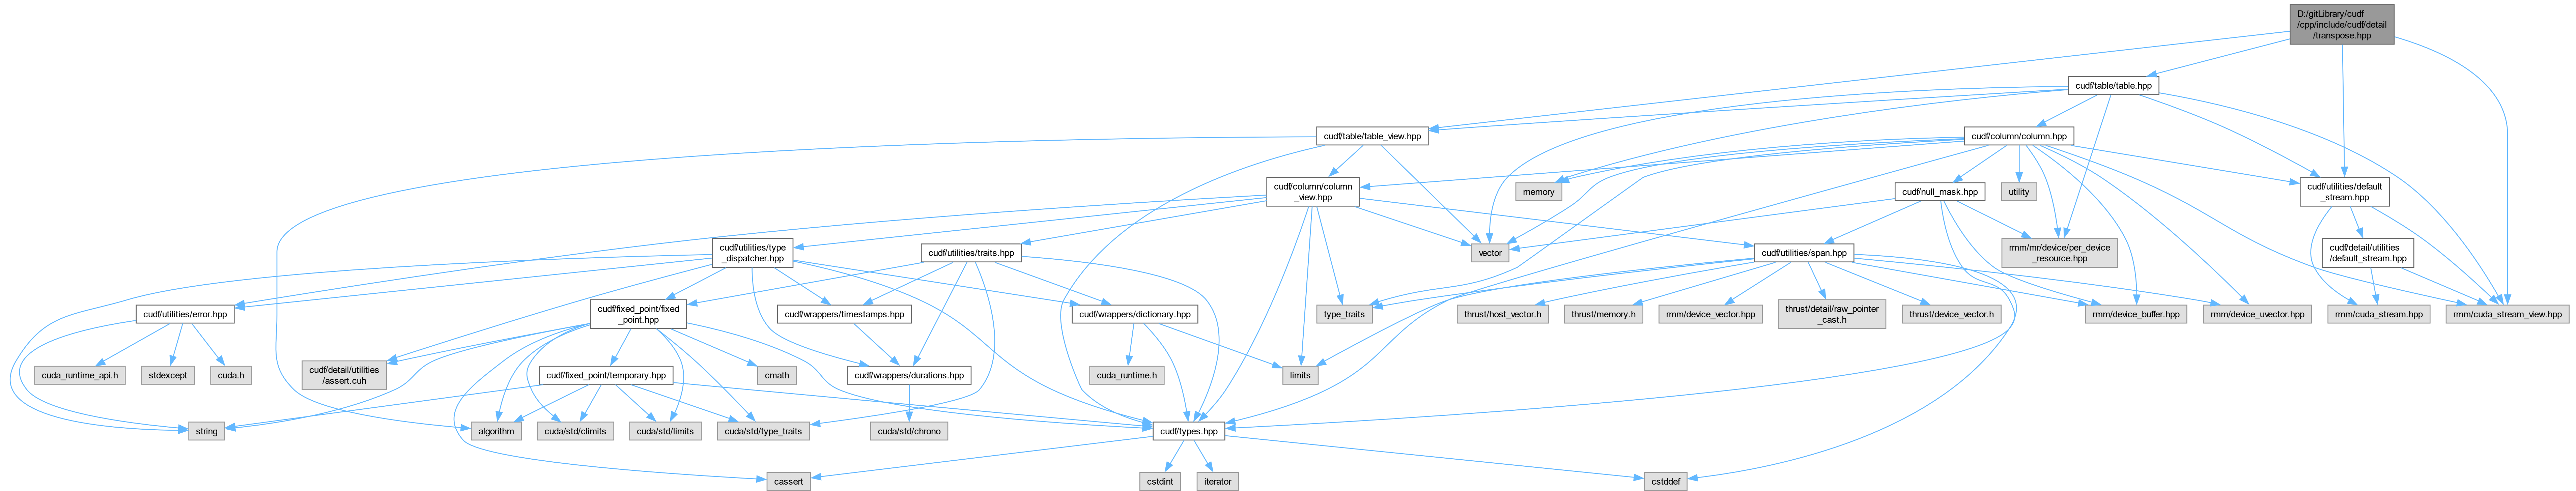 D:/gitLibrary/cudf
/cpp/include/cudf/detail
/transpose.hpp
cudf/table/table.hpp
cudf/table/table_view.hpp
cudf/column/column.hpp
cudf/column/column
_view.hpp
memory
cudf/null_mask.hpp
utility
cudf/utilities/default
_stream.hpp
cudf/utilities/type
_dispatcher.hpp
cudf/utilities/traits.hpp
vector
cudf/utilities/span.hpp
rmm/mr/device/per_device
_resource.hpp
cudf/detail/utilities
/default_stream.hpp
cudf/utilities/error.hpp
cudf/fixed_point/fixed
_point.hpp
cudf/wrappers/timestamps.hpp
cudf/wrappers/dictionary.hpp
type_traits
thrust/host_vector.h
thrust/memory.h
rmm/device_vector.hpp
thrust/detail/raw_pointer
_cast.h
thrust/device_vector.h
rmm/device_buffer.hpp
rmm/device_uvector.hpp
rmm/cuda_stream.hpp
rmm/cuda_stream_view.hpp
cuda_runtime_api.h
stdexcept
cuda.h
cudf/detail/utilities
/assert.cuh
cudf/fixed_point/temporary.hpp
cmath
cudf/wrappers/durations.hpp
cuda_runtime.h
limits
string
algorithm
cuda/std/climits
cuda/std/limits
cuda/std/type_traits
cuda/std/chrono
cudf/types.hpp
cassert
cstdint
iterator
cstddef